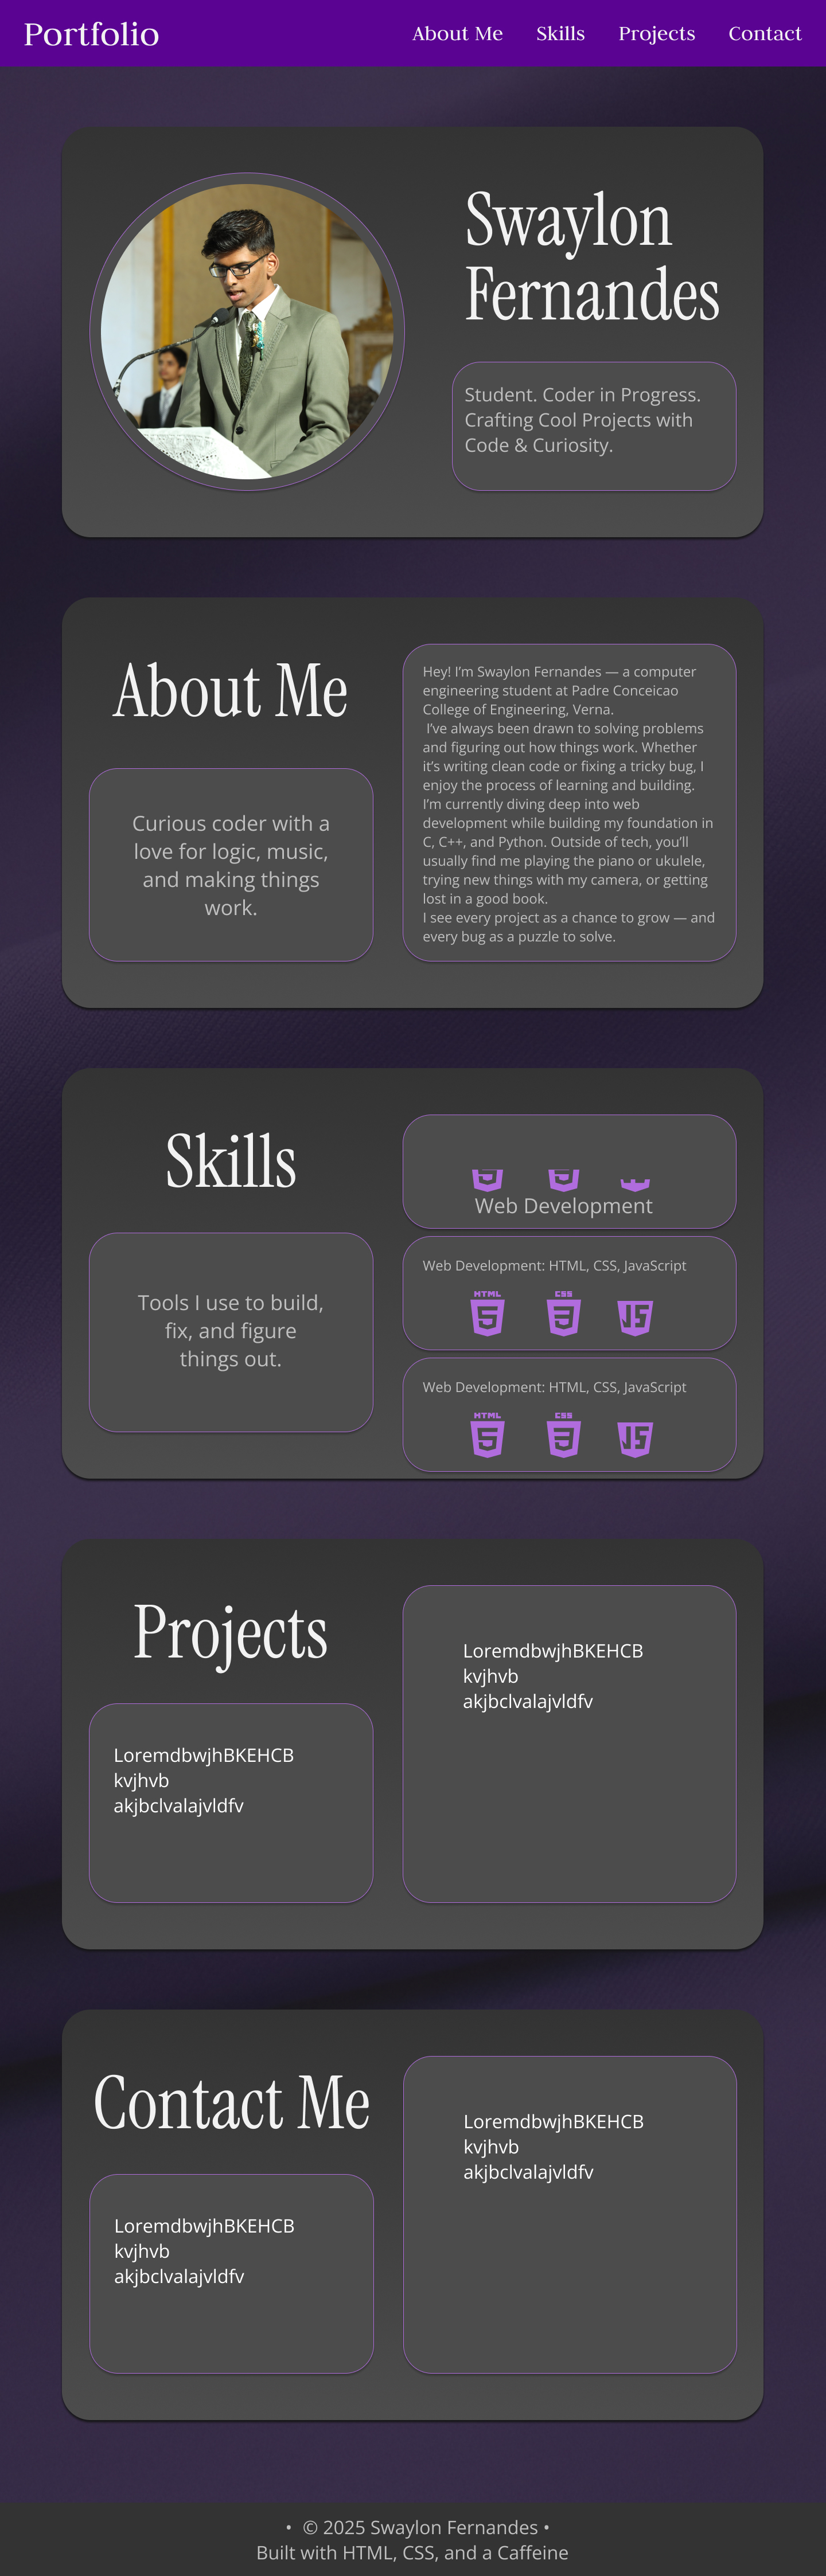 Portfolio
About Me Skills Projects Contact
Swaylon
Fernandes
Student. Coder in Progress.
Crafting Cool Projects with
Code & Curiosity.
About Me
Curious coder with a
love for logic, music,
and making things
work.
Hey! I’m Swaylon Fernandes — a computer
engineering student at Padre Conceicao
College of Engineering, Verna.
I’ve always been drawn to solving problems
and figuring out how things work. Whether
it’s writing clean code or fixing a tricky bug, I
enjoy the process of learning and building.
I’m currently diving deep into web
development while building my foundation in
C, C++, and Python. Outside of tech, you’ll
usually find me playing the piano or ukulele,
trying new things with my camera, or getting
lost in a good book.
I see every project as a chance to grow — and
every bug as a puzzle to solve.
Skills
Tools I use to build,
fix, and figure
things out.
Web Development
Web Development: HTML, CSS, JavaScript
HTML CSS
5 3 JS
Web Development: HTML, CSS, JavaScript
HTML CSS
5 3 JS
Projects
LoremdbwjhBKEHCB
kvjhvb
akjbclvalajvldfv
LoremdbwjhBKEHCB
kvjhvb
akjbclvalajvldfv
Contact Me
LoremdbwjhBKEHCB
kvjhvb
akjbclvalajvldfv
LoremdbwjhBKEHCB
kvjhvb
akjbclvalajvldfv
• © 2025 Swaylon Fernandes •
Built with HTML, CSS, and a Caffeine